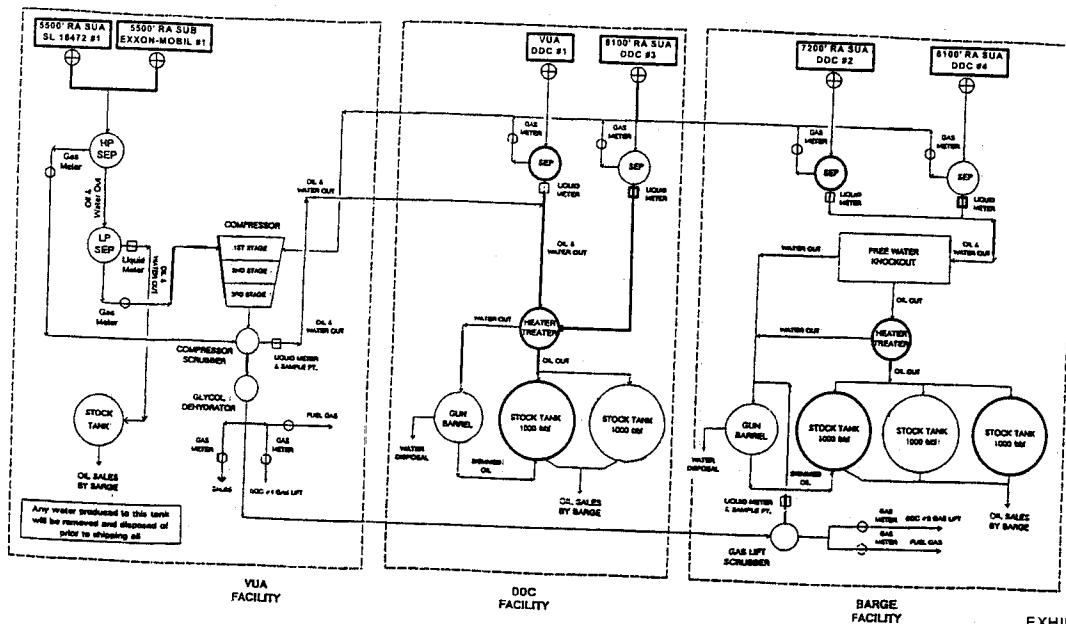 5500' RA SUA
SL 16472 #1
5500' RA SUB
EXXON-MOBIL #1
HP
SEP
Gas
Meter
Oil &
Water Out
LP
SEP
Liquid
Meter
OIL &
WATER OUT
Gas
Meter
COMPRESSOR
1ST STAGE
2ND STAGE
3RD STAGE
OIL &
WATER OUT
OIL &
WATER OUT
COMPRESSOR
SCRUBBER
LIQUID METER
& SAMPLE PT.
GLYCOL
DEHYDRATOR
GAS
METER
GAS
METER
FUEL GAS
SALES
GAS LIFT
STOCK
TANK
OIL SALES
BY BARGE
Any water produced to this tank
will be removed and disposed of
prior to shipping oil
VUA
FACILITY
VUA
DDC #1
8100' RA SUA
DDC #3
GAS
METER
GAS
METER
SEP
SEP
LIQUID
METER
LIQUID
METER
OIL &
WATER OUT
WATER OUT
HEATER
TREATER
OIL OUT
GUN
BARREL
STOCK TANK
1000 bbl
STOCK TANK
1000 bbl
WATER
DISPOSAL
SKIMMED
OIL
OIL SALES
BY BARGE
DDC
FACILITY
7200' RA SUA
DDC #2
8100' RA SUA
DDC #4
GAS
METER
GAS
METER
SEP
SEP
LIQUID
METER
LIQUID
METER
WATER OUT
FREE WATER
KNOCKOUT
OIL &
WATER OUT
OIL OUT
WATER OUT
HEATER
TREATER
OIL OUT
GUN
BARREL
STOCK TANK
1000 bbl
STOCK TANK
1000 bbl
STOCK TANK
1000 bbl
WATER
DISPOSAL
SKIMMED
OIL
LIQUID METER
& SAMPLE PT.
OIL SALES
BY BARGE
GAS
METER
GAS LIFT
GAS
METER
FUEL GAS
GAS LIFT
SCRUBBER
BARGE
FACILITY
EXHI